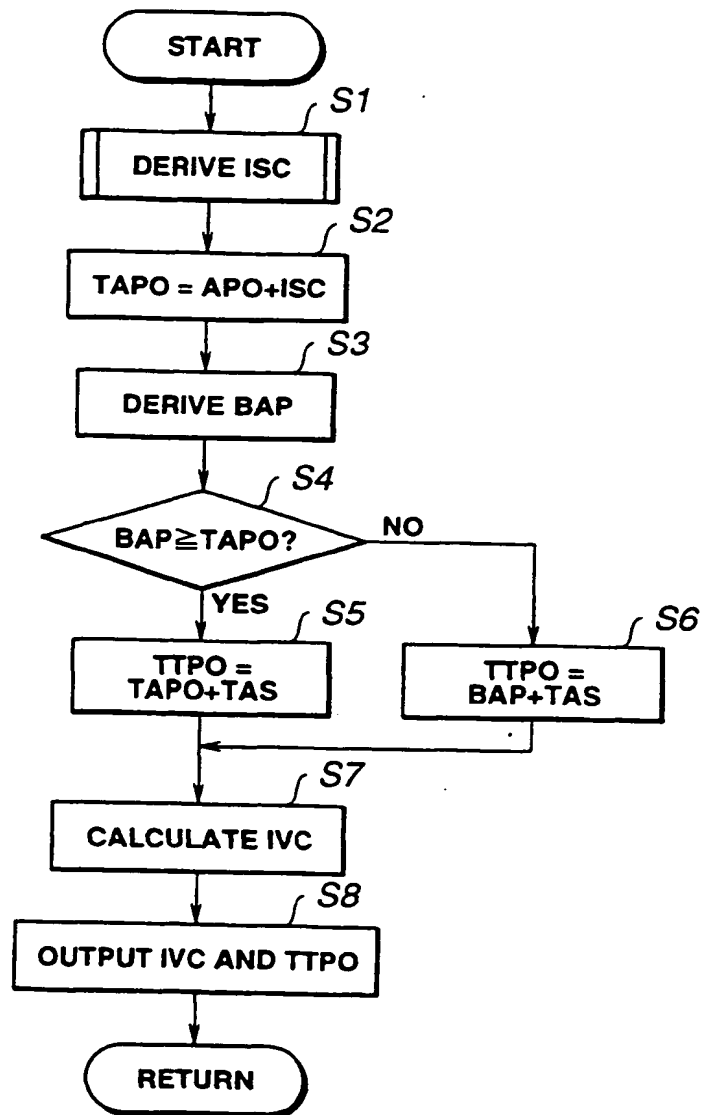 START
S1
DERIVE ISC
S2
TAPO = APO+ISC
S3
DERIVE BAP
S4
BAP≧TAPO?
NO
YES
S5
TTPO =
TAPO+TAS
S6
TTPO =
BAP+TAS
S7
CALCULATE IVC
S8
OUTPUT IVC AND TTPO
RETURN